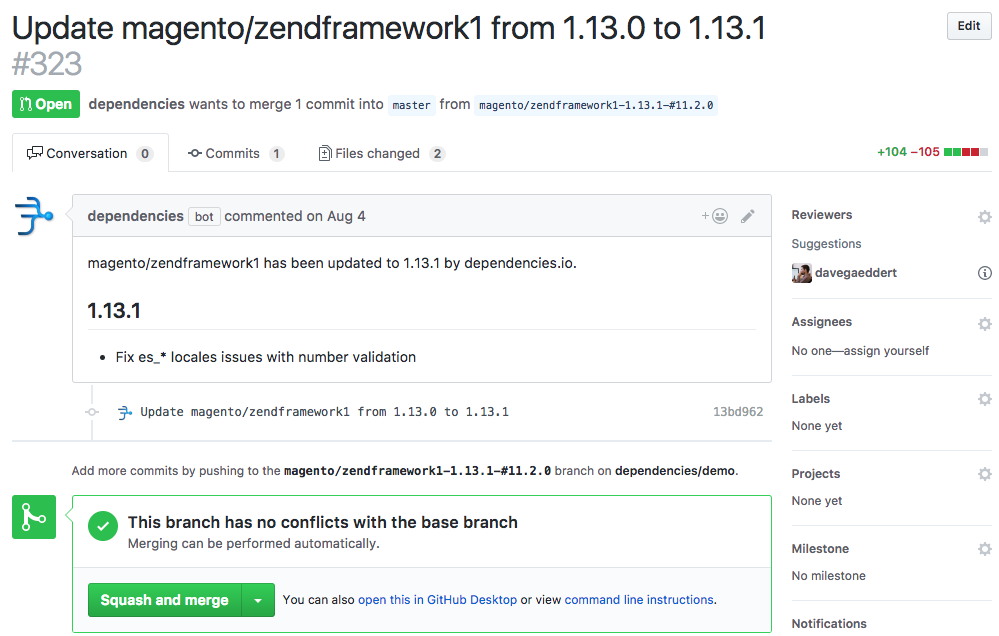 Update magento/zendframework1 from 1.13.0 to 1.13.1
#323
Edit
Open dependencies wants to merge 1 commit into master from magento/zendframework1-1.13.1-#11.2.0
Conversation 0 Commits 1 Files changed 2 +104 −105
dependencies bot commented on Aug 4
magento/zendframework1 has been updated to 1.13.1 by dependencies.io.
1.13.1
• Fix es_* locales issues with number validation
Update magento/zendframework1 from 1.13.0 to 1.13.1 13bd962
Add more commits by pushing to the magento/zendframework1-1.13.1-#11.2.0 branch on dependencies/demo.
This branch has no conflicts with the base branch
Merging can be performed automatically.
Squash and merge You can also open this in GitHub Desktop or view command line instructions.
Reviewers
Suggestions
davegaeddert
Assignees
No one—assign yourself
Labels
None yet
Projects
None yet
Milestone
No milestone
Notifications